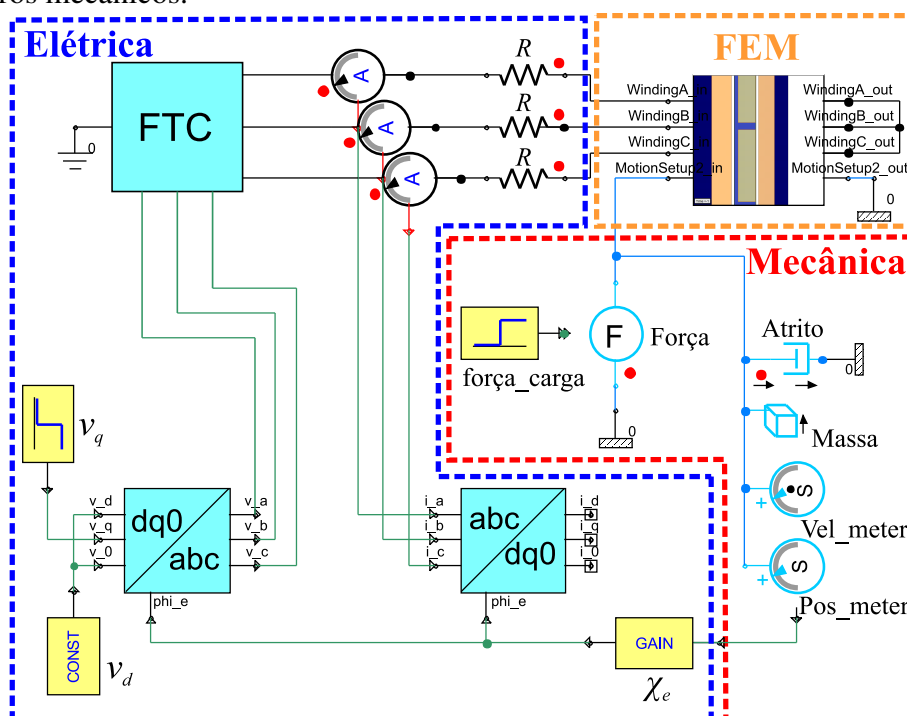 ros mecânicos.
Elétrica
FEM
R
R
R
A
A
A
FTC
0
WindingA_in
WindingB_in
WindingC_in
MotionSetup2_in
WindingA_out
WindingB_out
WindingC_out
MotionSetup2_out
0
Mecânica
F
Força
força_carga
0
Atrito
0
Massa
S
Vel_meter
S
Pos_meter
v_q
v_d
v_q
v_0
dq0
abc
v_a
v_b
v_c
phi_e
i_a
i_b
i_c
abc
dq0
i_d
i_q
i_0
phi_e
CONST
v_d
GAIN
χ_e